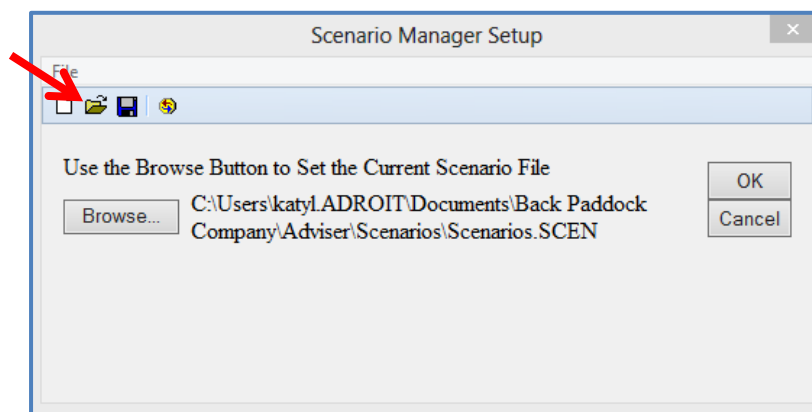 Scenario Manager Setup
File
Use the Browse Button to Set the Current Scenario File
OK
Browse...
C:\Users\katyl.ADROIT\Documents\Back Paddock
Company\Adviser\Scenarios\Scenarios.SCEN
Cancel